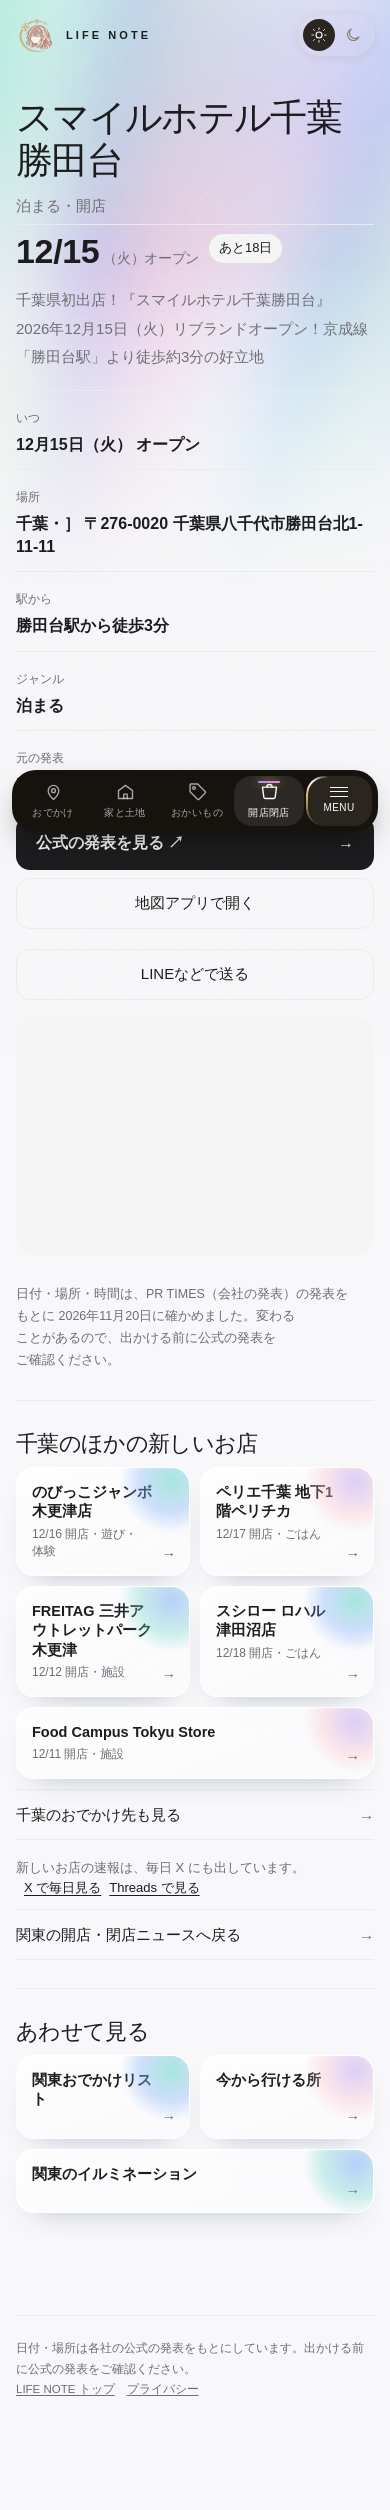 LIFE NOTE
スマイルホテル千葉
勝田台
泊まる・開店
12/15（火）オープン あと18日
千葉県初出店！『スマイルホテル千葉勝田台』
2026年12月15日（火）リブランドオープン！京成線
「勝田台駅」より徒歩約3分の好立地
いつ
12月15日（火） オープン
場所
千葉・］ 〒276-0020 千葉県八千代市勝田台北1-
11-11
駅から
勝田台駅から徒歩3分
ジャンル
泊まる
元の発表
おでかけ 家と土地 おかいもの 開店閉店 MENU
公式の発表を見る ↗ →
地図アプリで開く
LINEなどで送る
日付・場所・時間は、PR TIMES（会社の発表）の発表を
もとに 2026年11月20日に確かめました。変わる
ことがあるので、出かける前に公式の発表を
ご確認ください。
千葉のほかの新しいお店
のびっこジャンボ
木更津店
12/16 開店・遊び・
体験 →
ペリエ千葉 地下1
階ペリチカ
12/17 開店・ごはん
→
FREITAG 三井ア
ウトレットパーク
木更津
12/12 開店・施設 →
スシロー ロハル
津田沼店
12/18 開店・ごはん
→
Food Campus Tokyu Store
12/11 開店・施設 →
千葉のおでかけ先も見る →
新しいお店の速報は、毎日 X にも出しています。
X で毎日見る Threads で見る
関東の開店・閉店ニュースへ戻る →
あわせて見る
関東おでかけリス
ト →
今から行ける所
→
関東のイルミネーション
→
日付・場所は各社の公式の発表をもとにしています。出かける前
に公式の発表をご確認ください。
LIFE NOTE トップ プライバシー